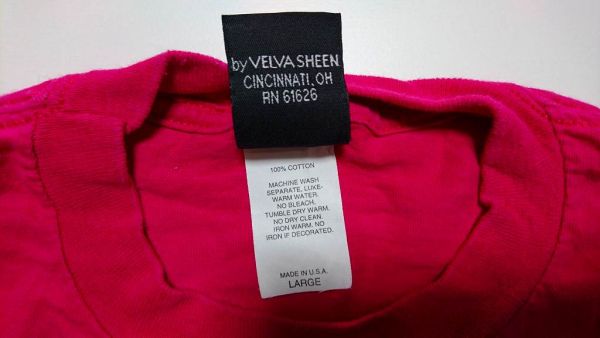 by VELVA SHEEN
CINCINNATI, OH
RN 61626
100% COTTON
MACHINE WASH
SEPARATE, LUKE-
WARM WATER.
NO BLEACH.
TUMBLE DRY WARM.
NO DRY CLEAN.
IRON WARM. NO
IRON IF DECORATED.
MADE IN U.S.A.
LARGE